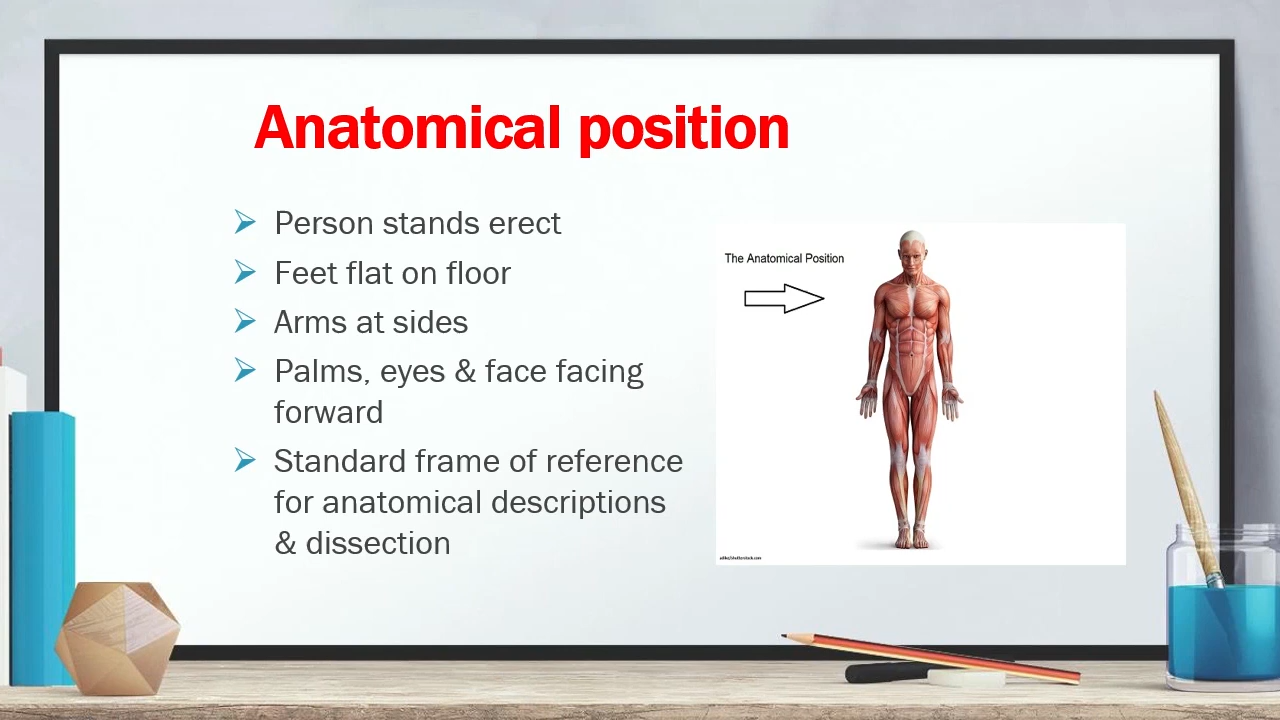 Anatomical position
Person stands erect
Feet flat on floor
Arms at sides
Palms, eyes & face facing
forward
Standard frame of reference
for anatomical descriptions
& dissection
The Anatomical Position